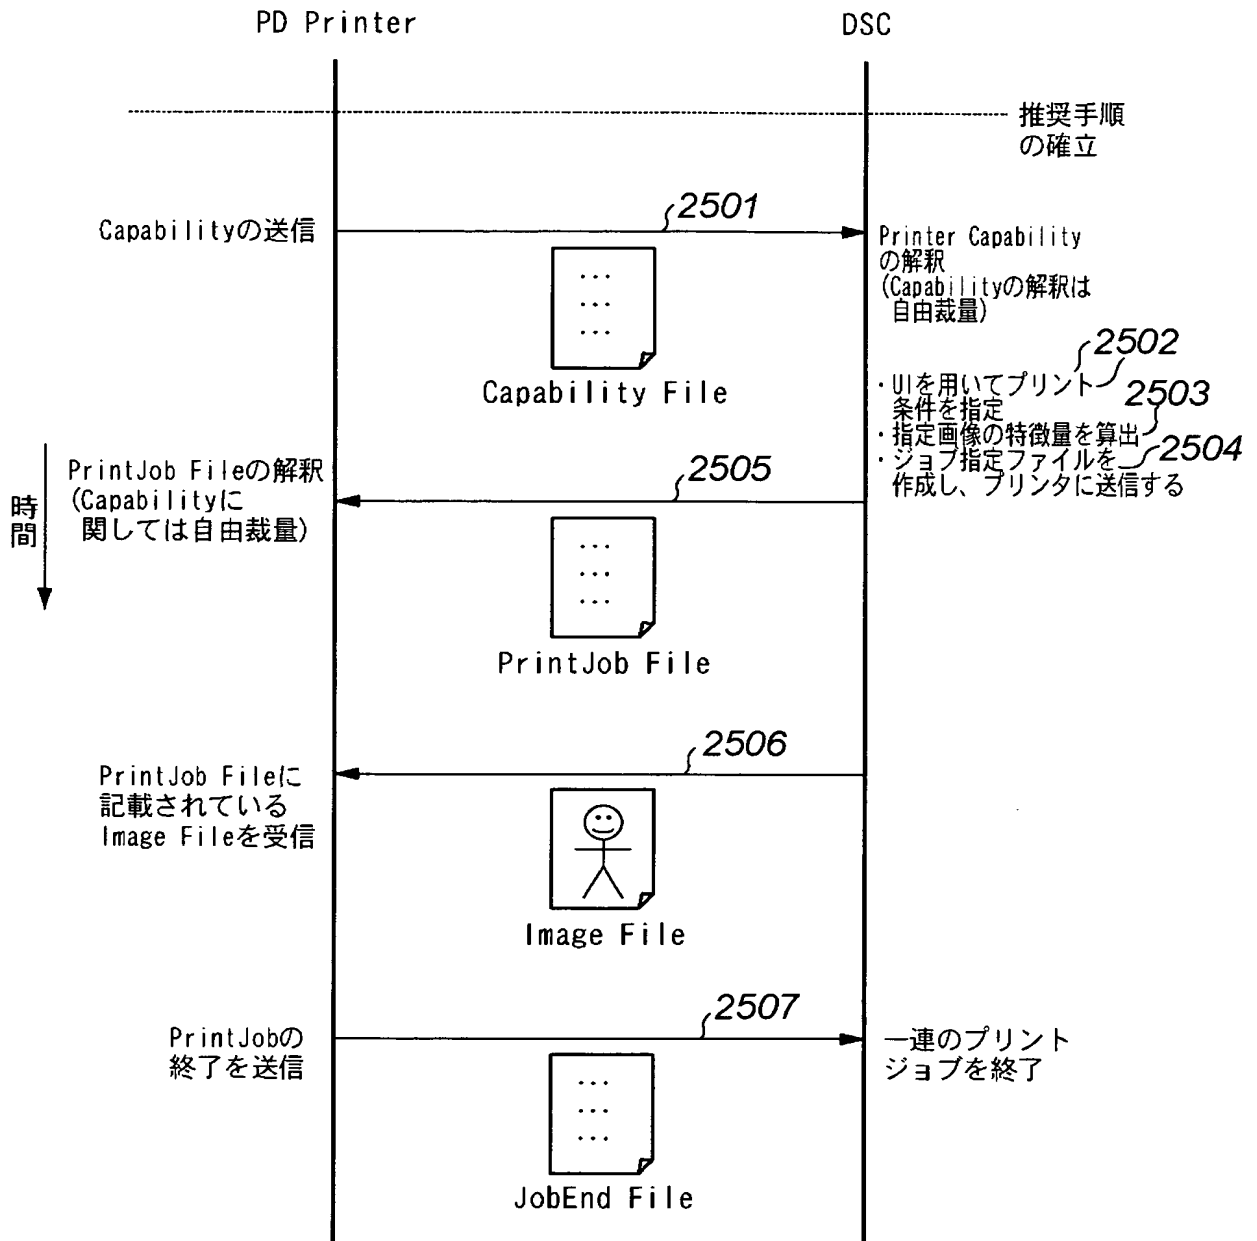 PD Printer
DSC
推奨手順
の確立
Capabilityの送信
2501
Printer Capability
の解釈
(Capabilityの解釈は
自由裁量)
...
...
...
Capability File
2502
・UIを用いてプリント
条件を指定
2503
・指定画像の特徴量を算出
2504
・ジョブ指定ファイルを
作成し、プリンタに送信する
時間
PrintJob Fileの解釈
(Capabilityに
関しては自由裁量)
2505
...
...
...
PrintJob File
2506
PrintJob Fileに
記載されている
Image Fileを受信
Image File
2507
PrintJobの
終了を送信
一連のプリント
ジョブを終了
...
...
...
JobEnd File